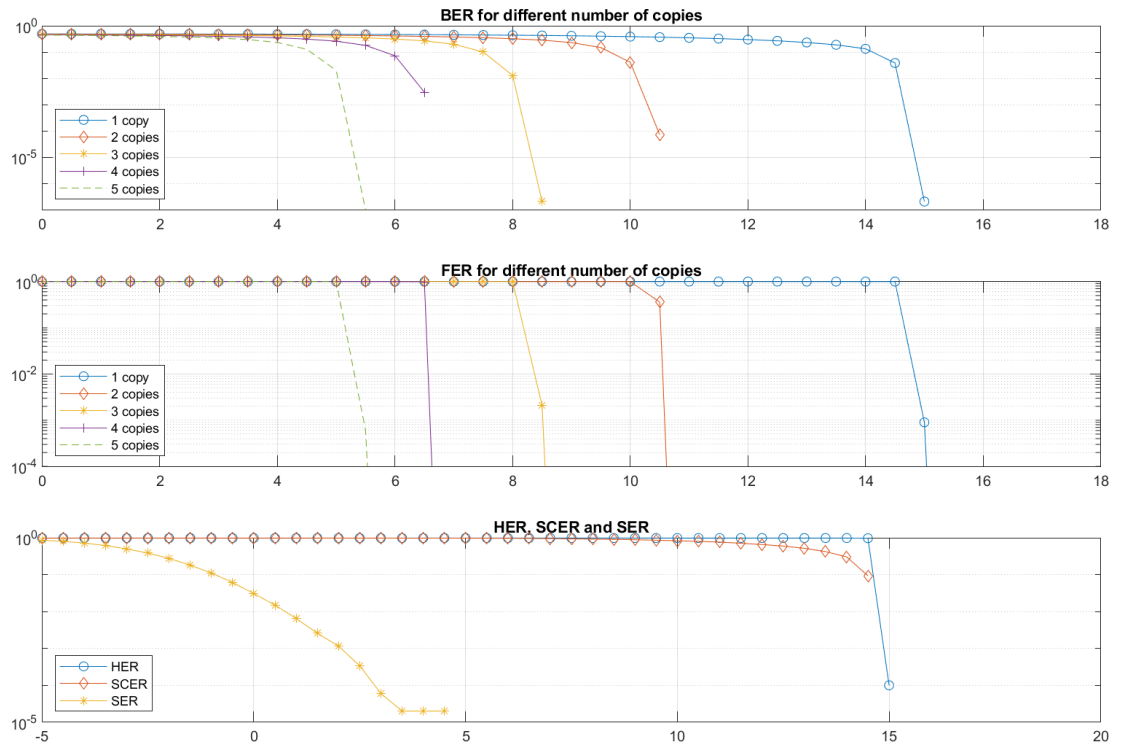 BER for different number of copies
10^0
10^-5
1 copy
2 copies
3 copies
4 copies
5 copies
0 2 4 6 8 10 12 14 16 18
FER for different number of copies
10^0
10^-2
10^-4
1 copy
2 copies
3 copies
4 copies
5 copies
0 2 4 6 8 10 12 14 16 18
HER, SCER and SER
10^0
10^-5
HER
SCER
SER
-5 0 5 10 15 20